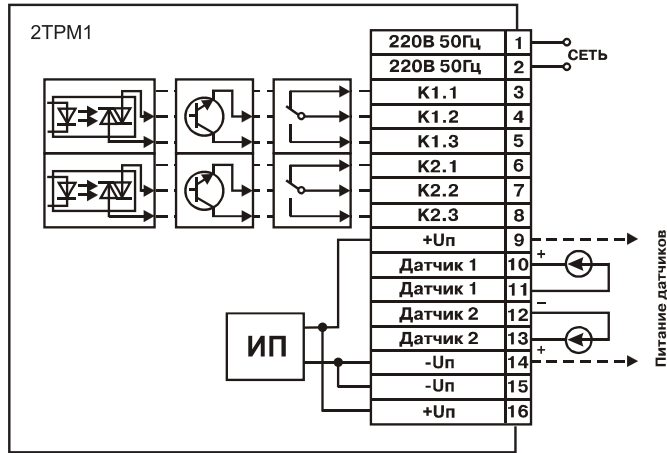 2ТРМ1
220В 50Гц 1
220В 50Гц 2
СЕТЬ
К1.1 3
К1.2 4
К1.3 5
К2.1 6
К2.2 7
К2.3 8
+Uп 9
Датчик 1 10 +
Датчик 1 11
−
Датчик 2 12
Датчик 2 13
+
-Uп 14
-Uп 15
+Uп 16
ИП
Питание датчиков